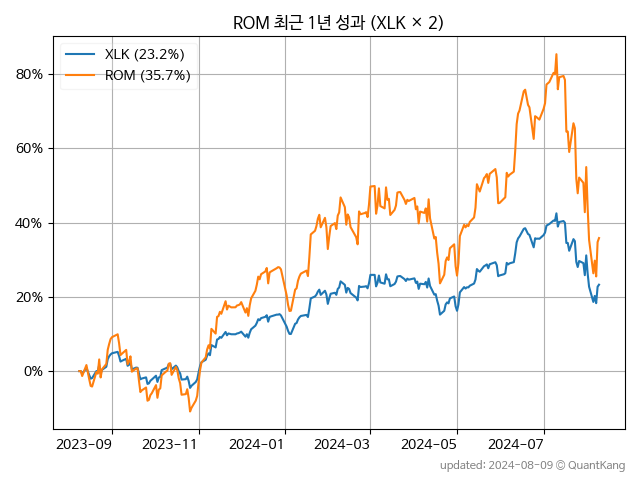 ROM 최근 1년 성과 (XLK × 2)
XLK (23.2%)
ROM (35.7%)
80%
60%
40%
20%
0%
2023-09 2023-11 2024-01 2024-03 2024-05 2024-07
updated: 2024-08-09 @ QuantKang